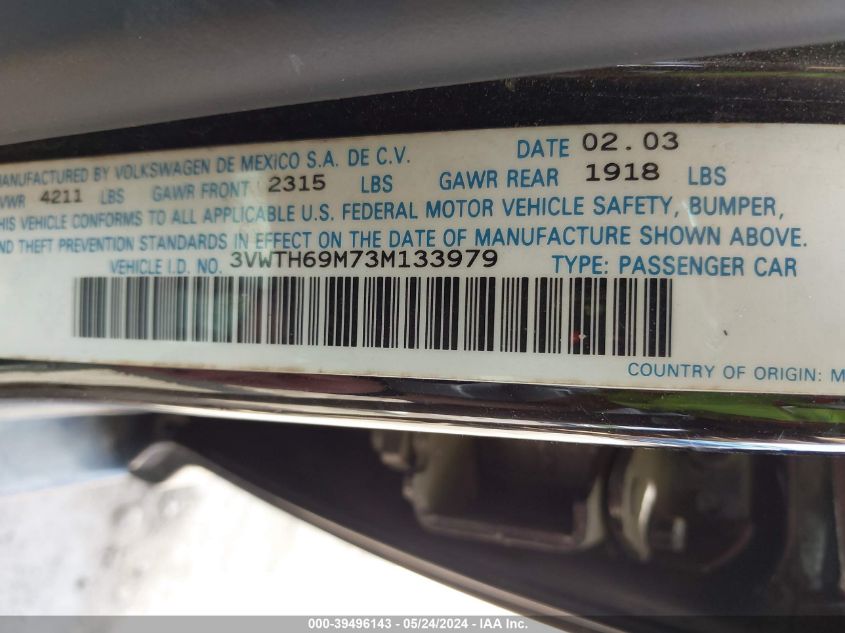 MANUFACTURED BY VOLKSWAGEN DE MEXICO S.A. DE C.V. DATE 02.03
VWR 4211 LBS GAWR FRONT 2315 LBS GAWR REAR 1918 LBS
THIS VEHICLE CONFORMS TO ALL APPLICABLE U.S. FEDERAL MOTOR VEHICLE SAFETY, BUMPER,
ND THEFT PREVENTION STANDARDS IN EFFECT ON THE DATE OF MANUFACTURE SHOWN ABOVE.
VEHICLE I.D. NO. 3VWTH69M73M133979 TYPE: PASSENGER CAR
COUNTRY OF ORIGIN: M
000-39496143 - 05/24/2024 - IAA Inc.